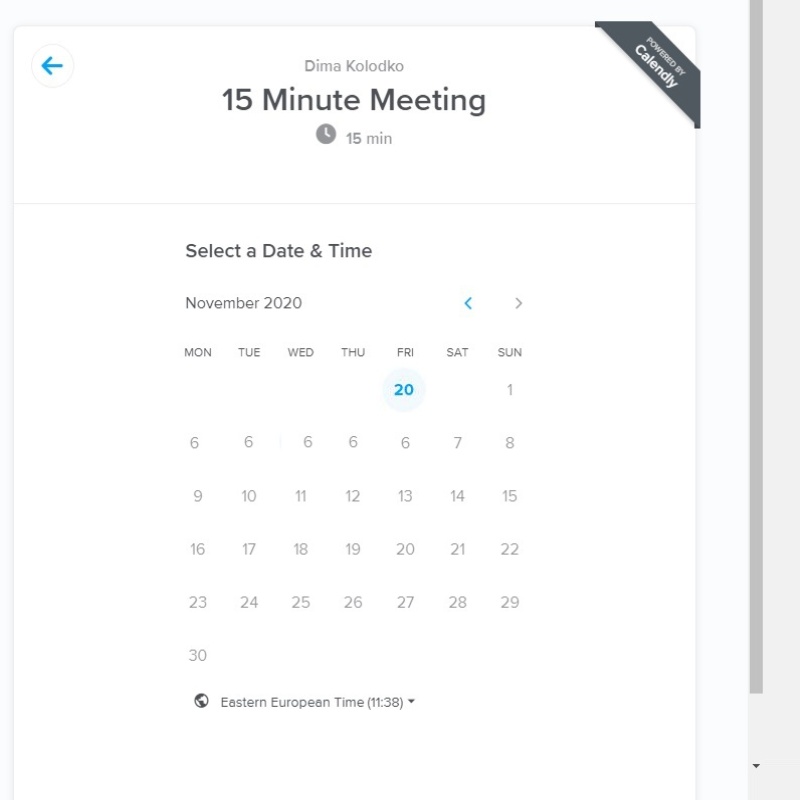 POWERED BY
Calendly
Dima Kolodko
15 Minute Meeting
15 min
Select a Date & Time
November 2020
MON TUE WED THU FRI SAT SUN
20 1
6 6 6 6 6 7 8
9 10 11 12 13 14 15
16 17 18 19 20 21 22
23 24 25 26 27 28 29
30
Eastern European Time (11:38)